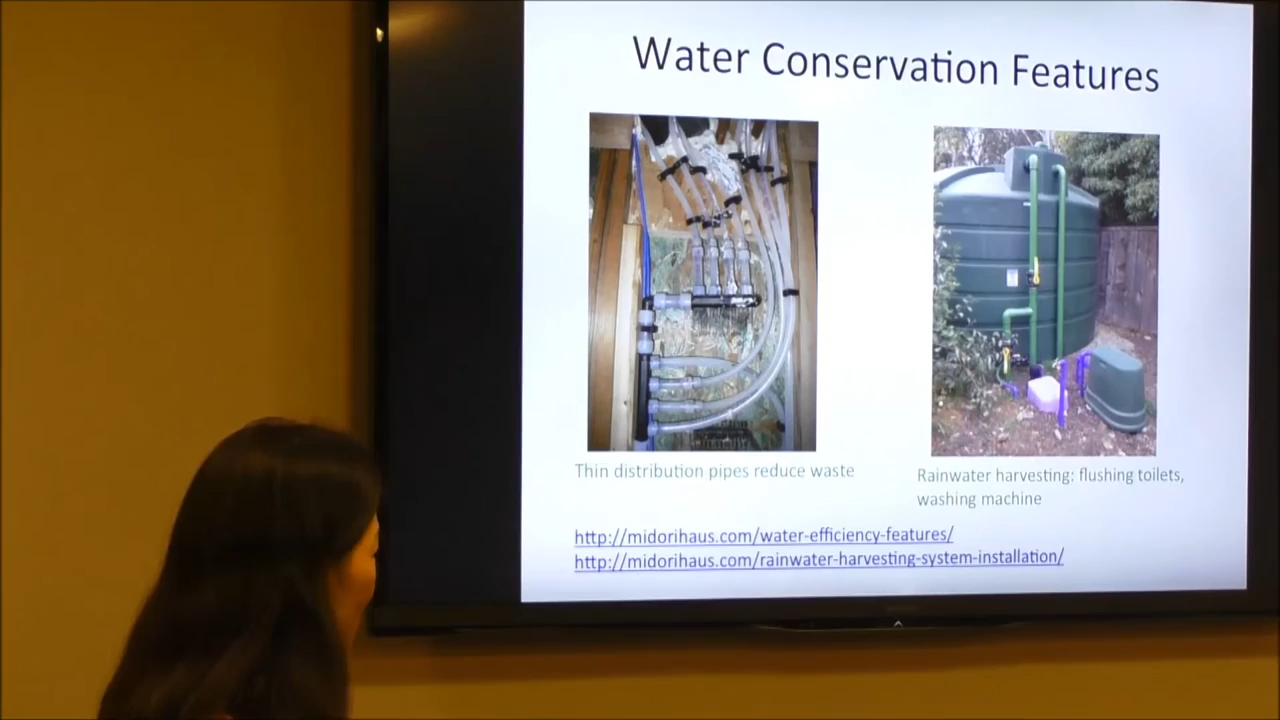 Water Conservation Features
Thin distribution pipes reduce waste
Rainwater harvesting: flushing toilets,
washing machine
http://midorihaus.com/water-efficiency-features/
http://midorihaus.com/rainwater-harvesting-system-installation/